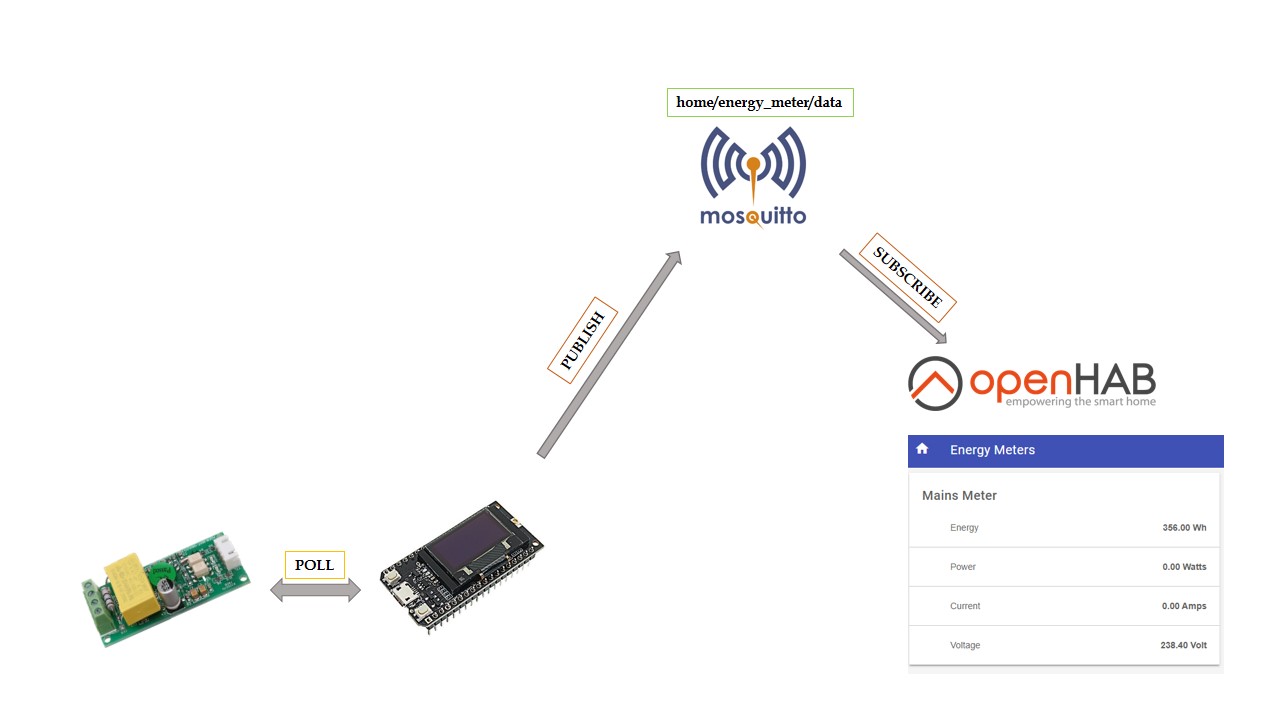 home/energy_meter/data
mosquitto
SUBSCRIBE
PUBLISH
openHAB
empowering the smart home
Energy Meters
Mains Meter
Energy 356.00 Wh
Power 0.00 Watts
Current 0.00 Amps
Voltage 238.40 Volt
POLL